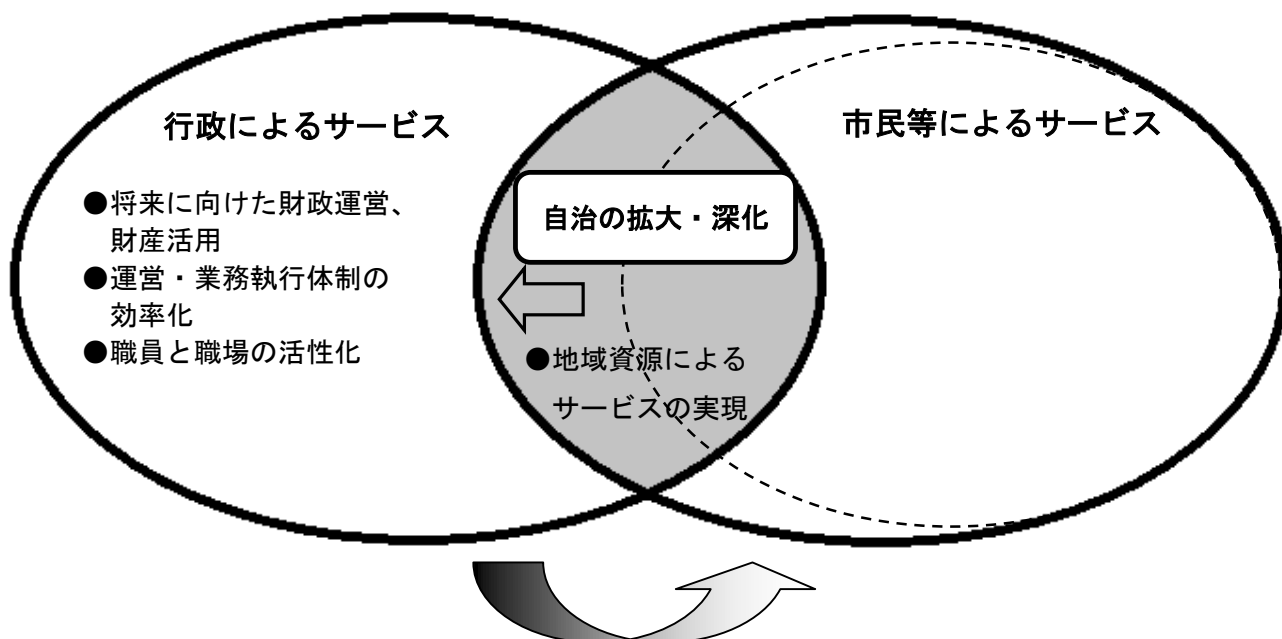 行政によるサービス
●将来に向けた財政運営、
財産活用
●運営・業務執行体制の
効率化
●職員と職場の活性化
自治の拡大・深化
●地域資源による
サービスの実現
市民等によるサービス